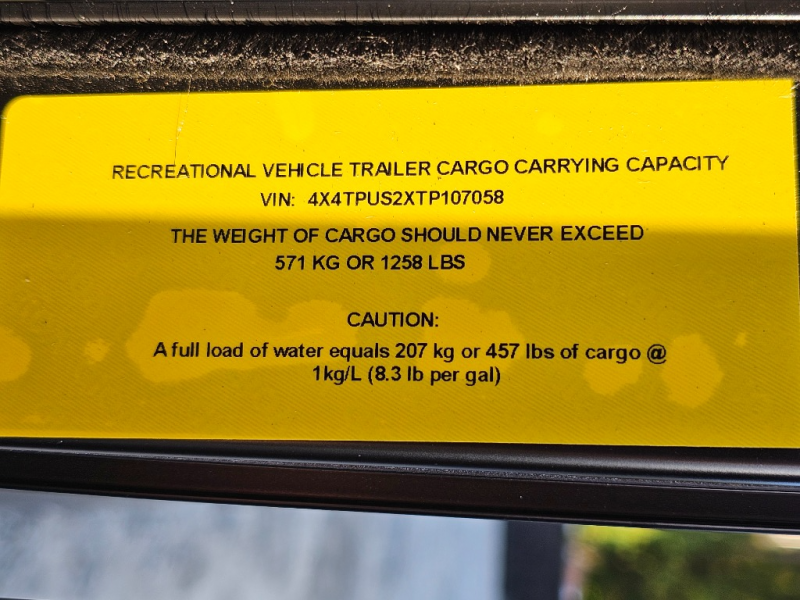 RECREATIONAL VEHICLE TRAILER CARGO CARRYING CAPACITY
VIN: 4X4TPUS2XTP107058
THE WEIGHT OF CARGO SHOULD NEVER EXCEED
571 KG OR 1258 LBS
CAUTION:
A full load of water equals 207 kg or 457 lbs of cargo @
1kg/L (8.3 lb per gal)